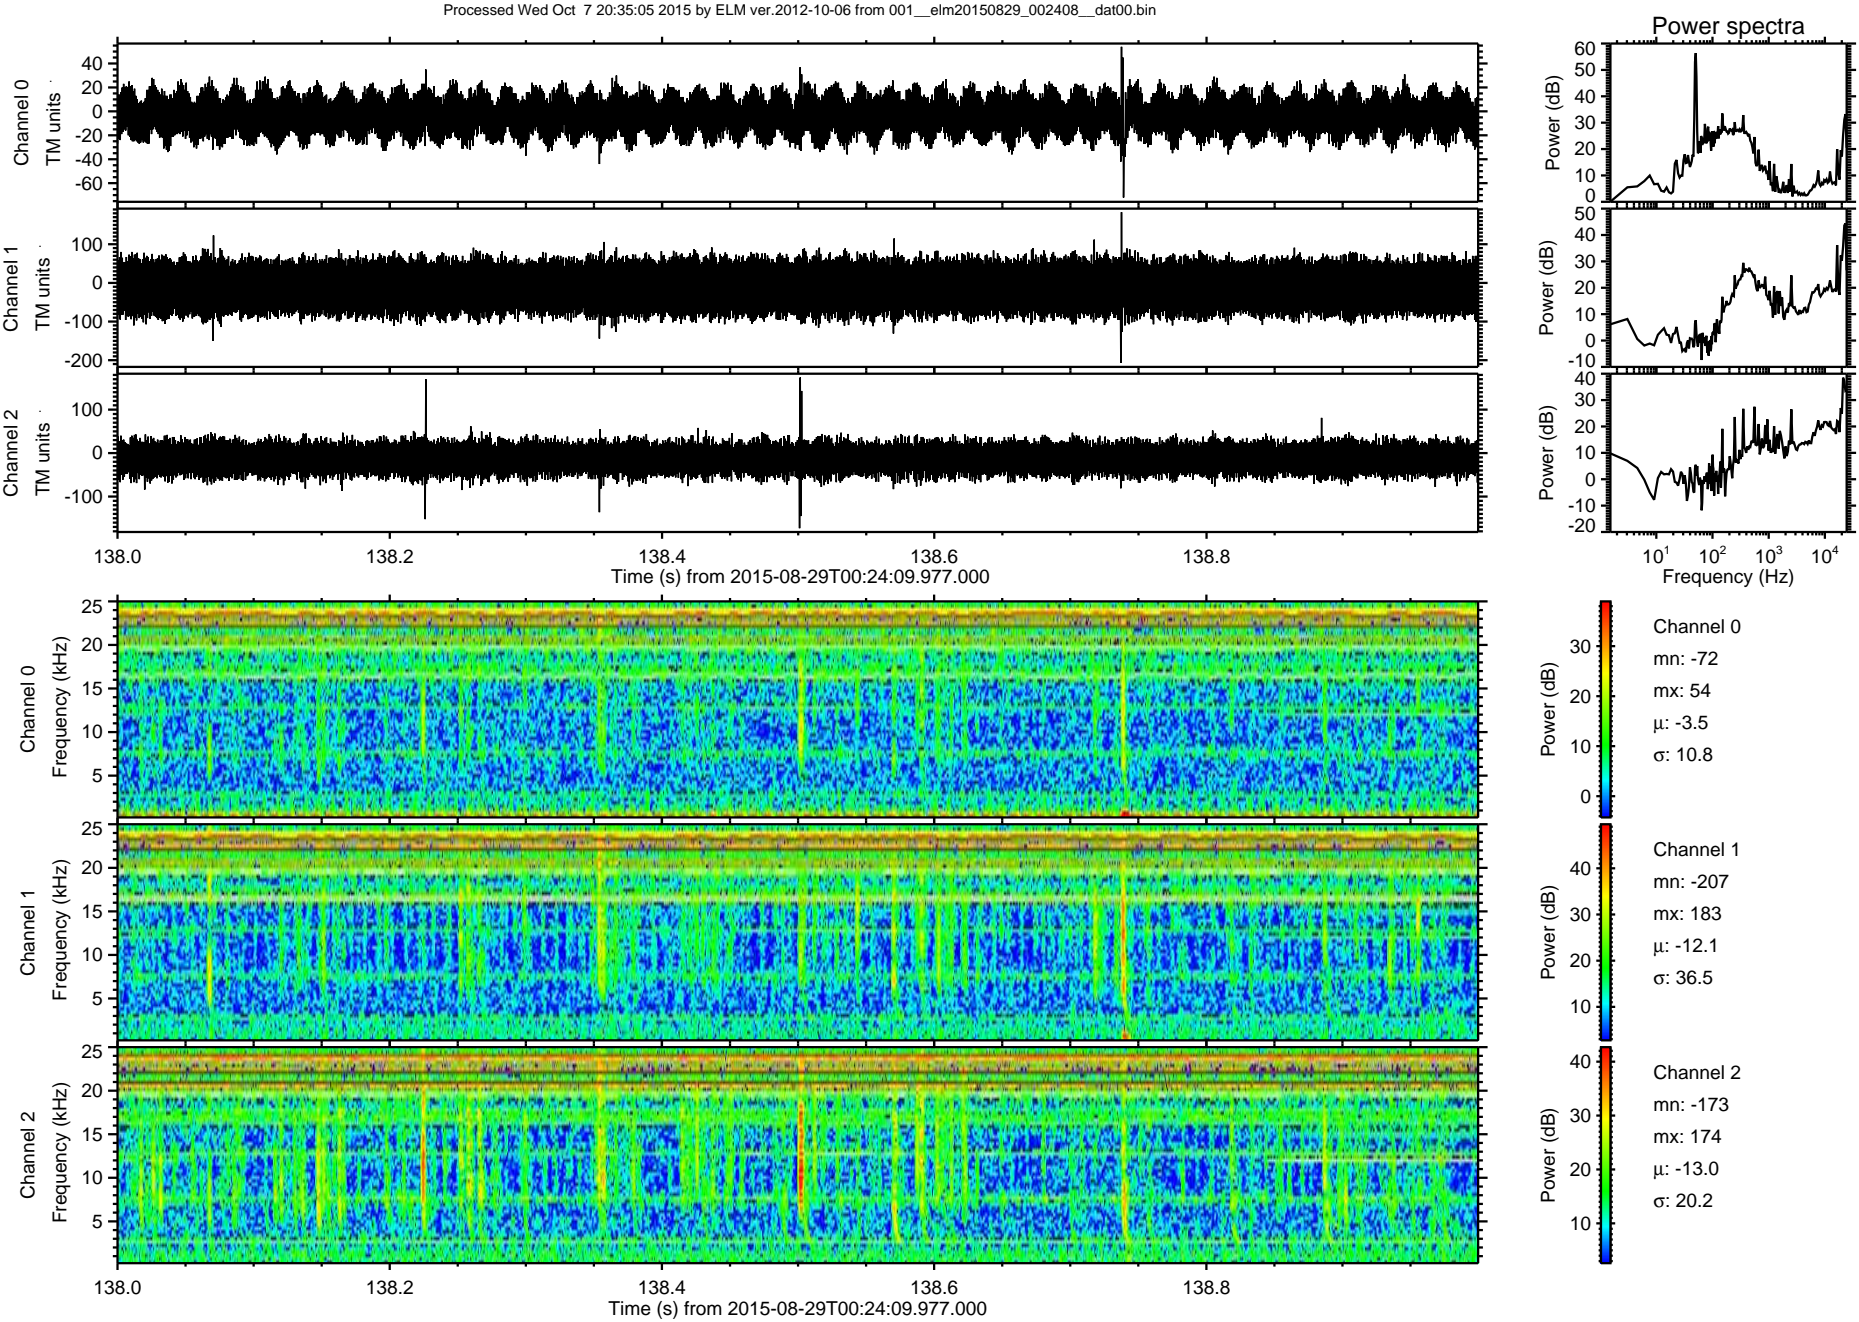 Processed Wed Oct 7 20:35:05 2015 by ELM ver.2012-10-06 from 001__elm20150829_002408__dat00.bin
Power spectra
Channel 0
TM units
40
20
0
-20
-40
-60
Power (dB)
60
50
40
30
20
10
0
Channel 1
TM units
100
0
-100
-200
Power (dB)
50
40
30
20
10
0
-10
Channel 2
TM units
100
0
-100
Power (dB)
40
30
20
10
0
-10
-20
138.0 138.2 138.4 138.6 138.8
Time (s) from 2015-08-29T00:24:09.977.000
10^1 10^2 10^3 10^4
Frequency (Hz)
Channel 0
Frequency (kHz)
25
20
15
10
5
Power (dB)
30
20
10
0
Channel 0
mn: -72
mx: 54
μ: -3.5
σ: 10.8
Channel 1
Frequency (kHz)
25
20
15
10
5
Power (dB)
40
30
20
10
Channel 1
mn: -207
mx: 183
μ: -12.1
σ: 36.5
Channel 2
Frequency (kHz)
25
20
15
10
5
Power (dB)
40
30
20
10
Channel 2
mn: -173
mx: 174
μ: -13.0
σ: 20.2
138.0 138.2 138.4 138.6 138.8
Time (s) from 2015-08-29T00:24:09.977.000